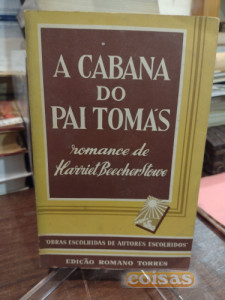 A CABANA
DO
PAI TOMÁS
romance de
Harriet Beecher Stowe
"OBRAS ESCOLHIDAS DE AUTORES ESCOLHIDOS"
EDIÇÃO ROMANO TORRES
coisas